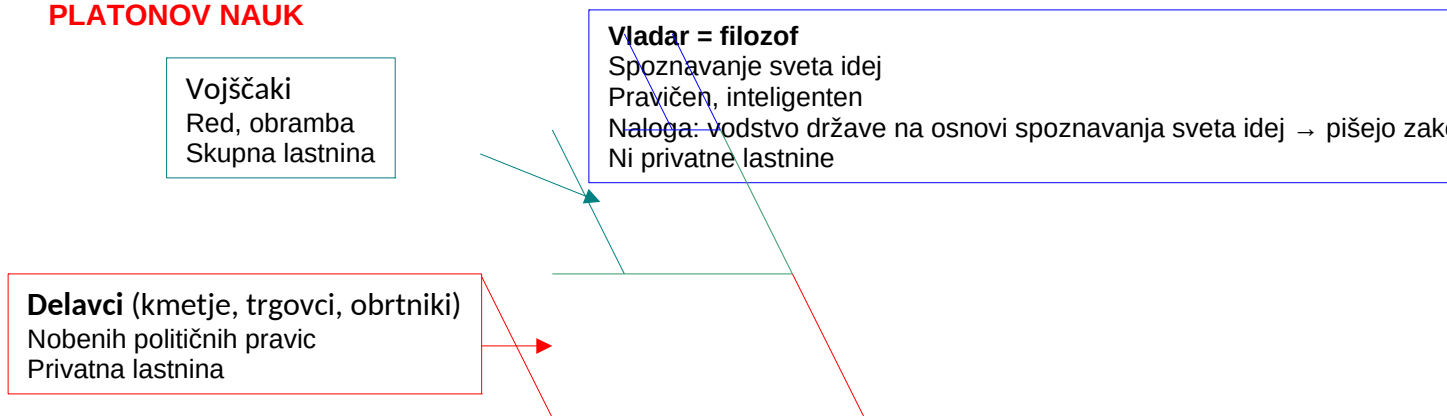 PLATONOV NAUK
Vladar = filozof
Spoznavanje sveta idej
Pravičen, inteligenten
Naloga: vodstvo države na osnovi spoznavanja sveta idej → pišejo
Ni privatne lastnine
Vojščaki
Red, obramba
Skupna lastnina
Delavci (kmetje, trgovci, obrtniki)
Nobenih političnih pravic
Privatna lastnina